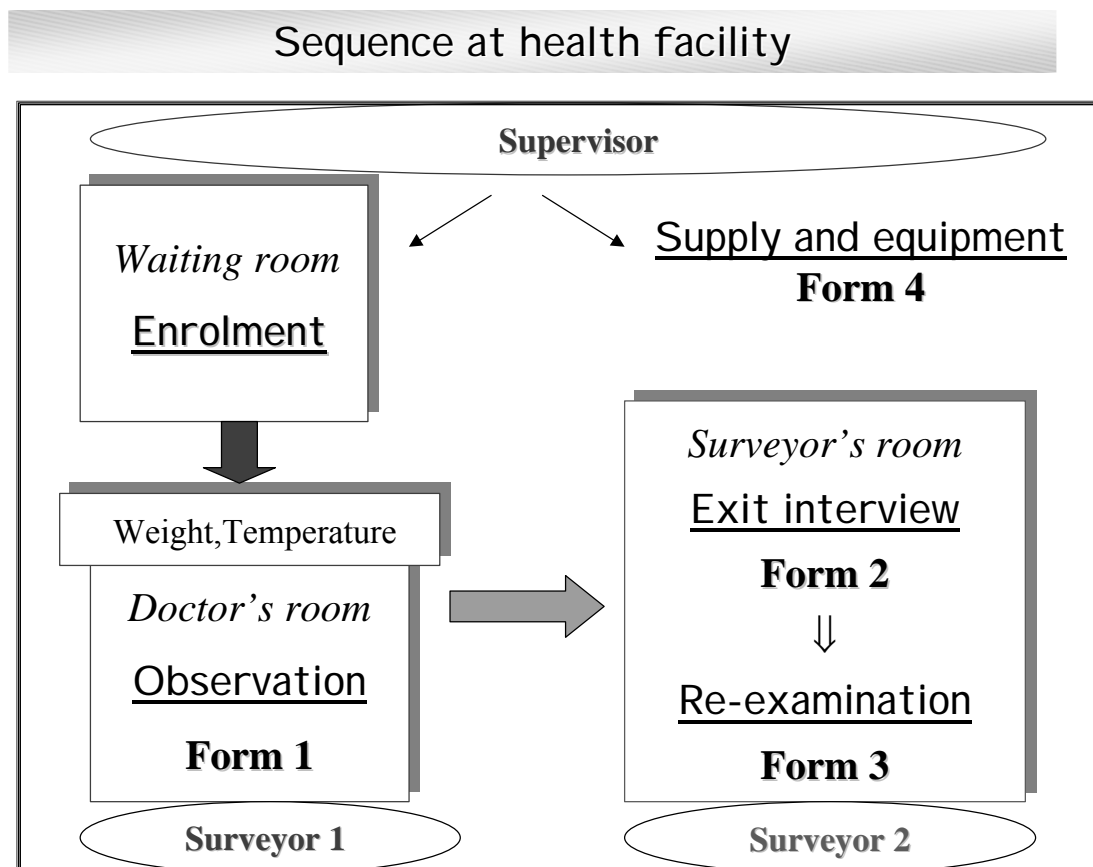 Sequence at health facility
Supervisor
Waiting room
Enrolment
Supply and equipment
Form 4
Weight,Temperature
Doctor’s room
Observation
Form 1
Surveyor 1
Surveyor’s room
Exit interview
Form 2
⇓
Re-examination
Form 3
Surveyor 2